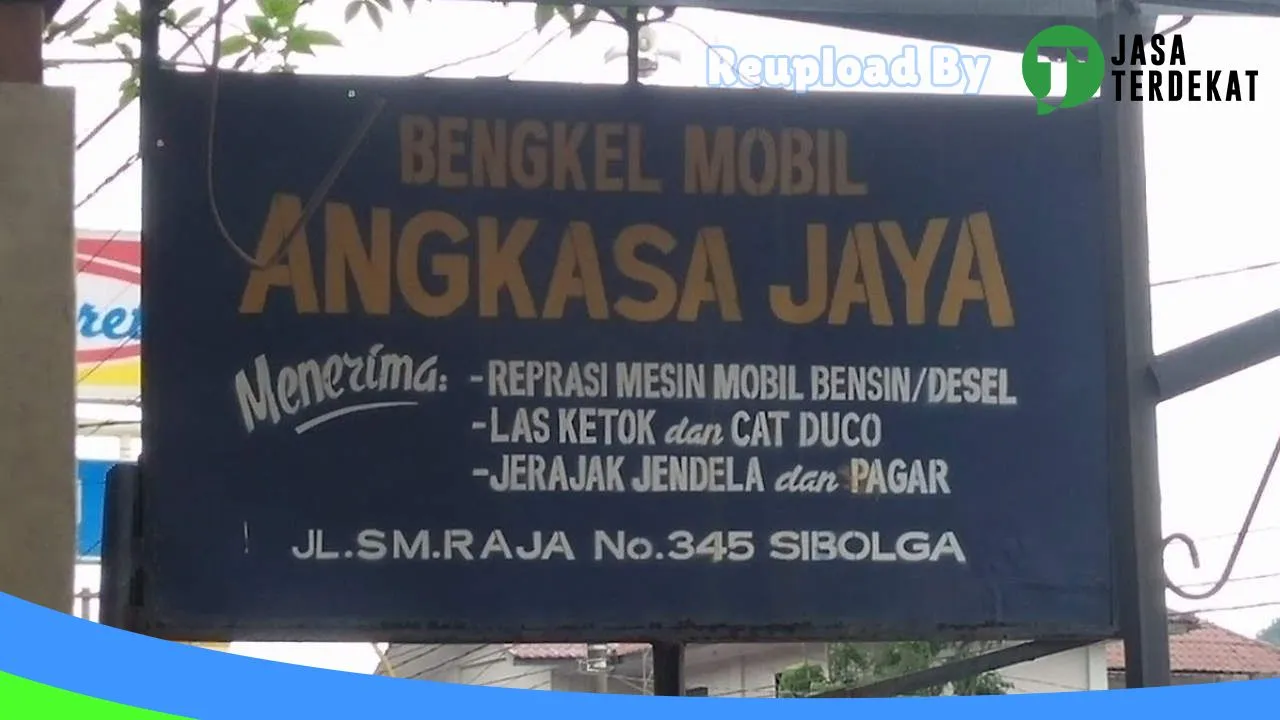 Reupload By
JASA
TERDEKAT
BENGKEL MOBIL
ANGKASA JAYA
Menerima: -REPRASI MESIN MOBIL BENSIN/DESEL
-LAS KETOK dan CAT DUCO
-JERAJAK JENDELA dan PAGAR
JL.SM.RAJA No.345 SIBOLGA